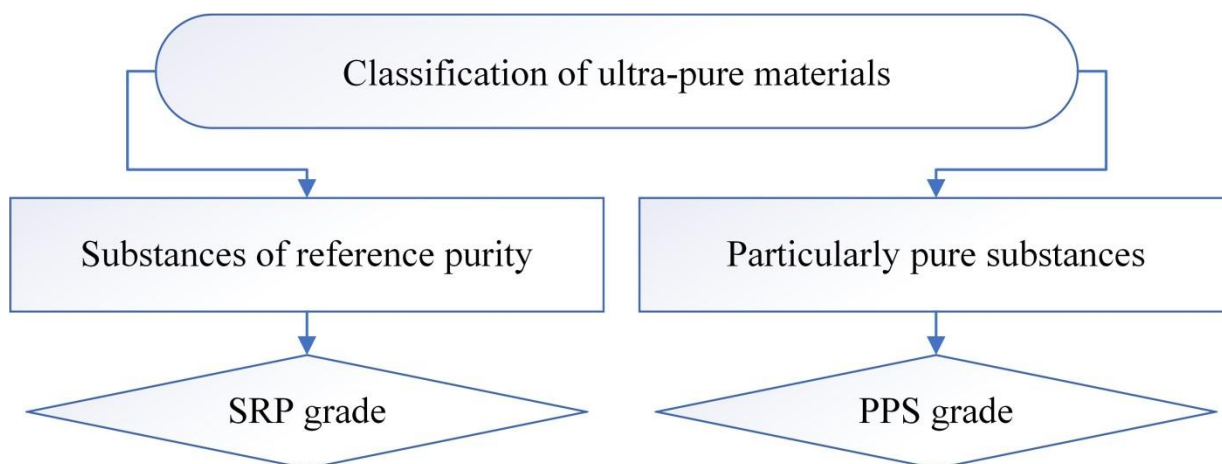 Classification of ultra-pure materials
Substances of reference purity
Particularly pure substances
SRP grade
PPS grade